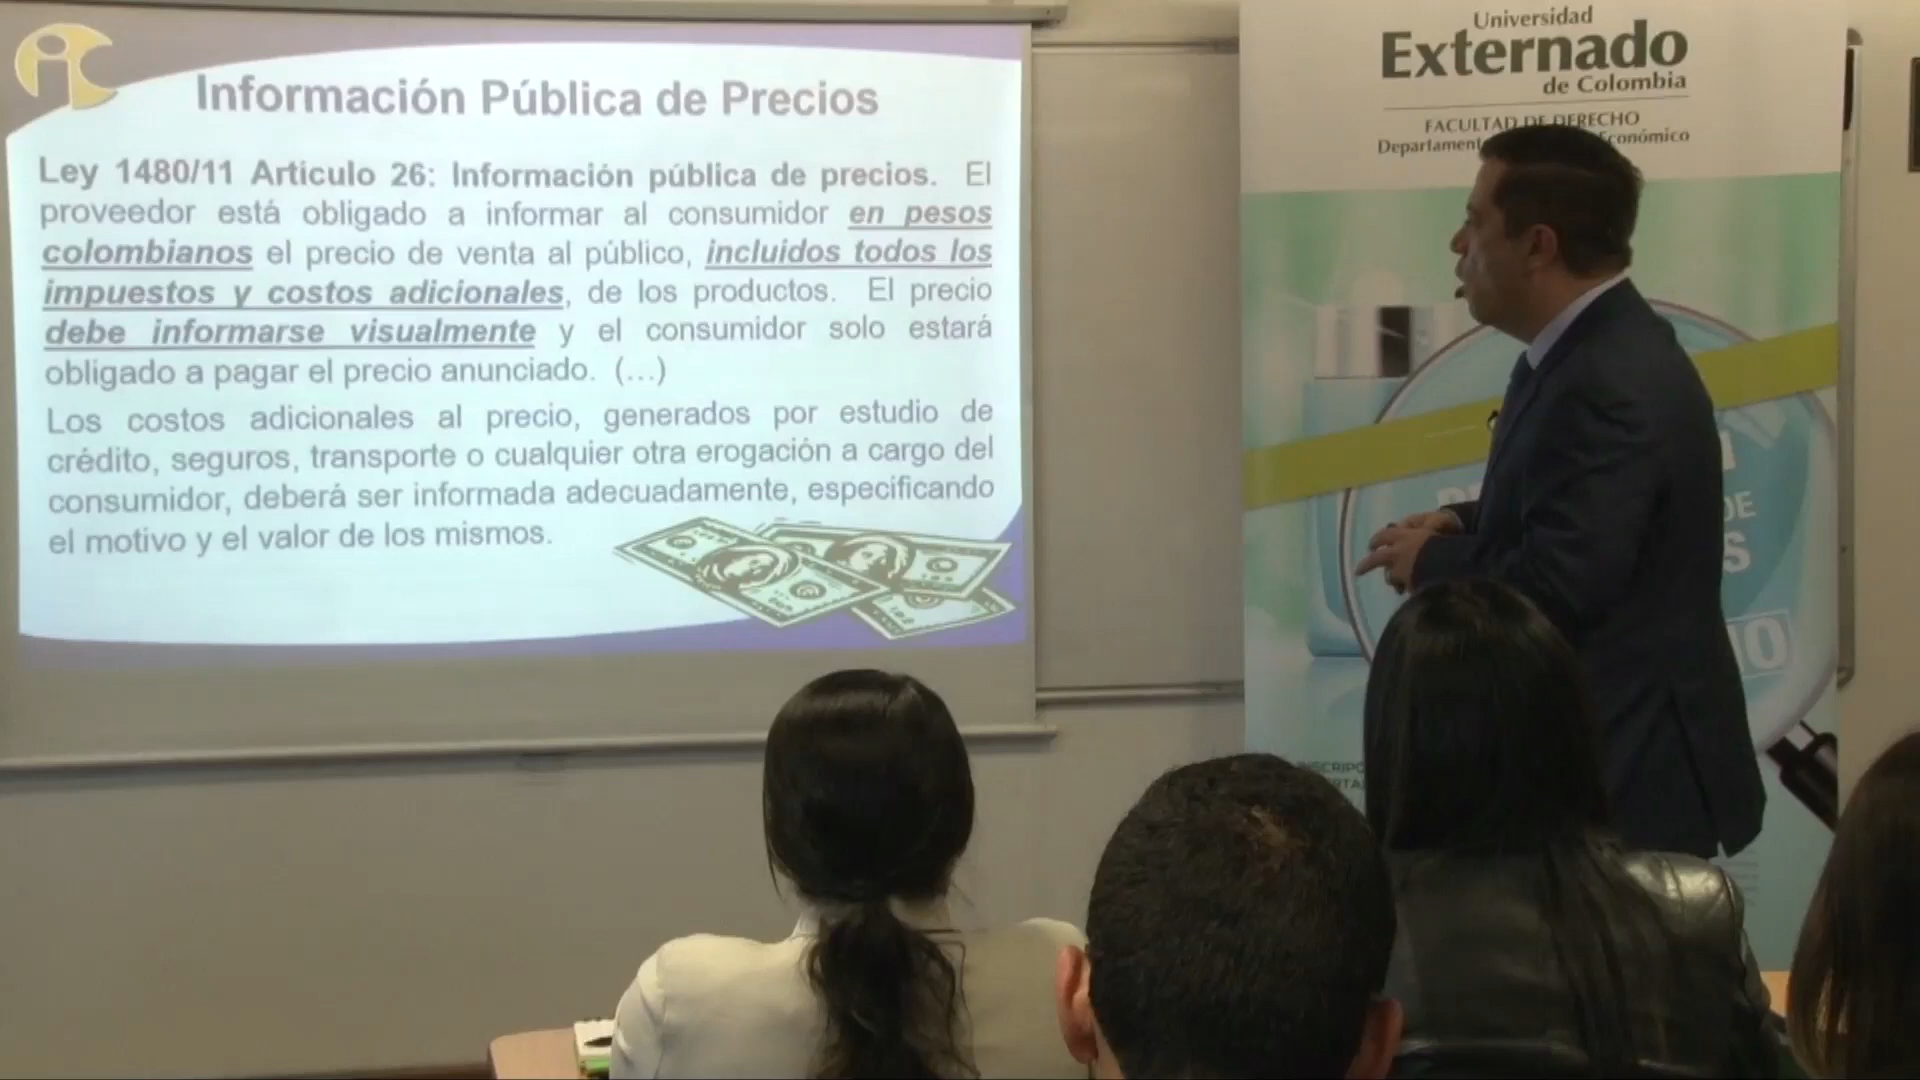 Información Pública de Precios
Ley 1480/11 Articulo 26: Información pública de precios. El
proveedor está obligado a informar al consumidor en pesos
colombianos el precio de venta al público, incluidos todos los
impuestos y costos adicionales, de los productos. El precio
debe informarse visualmente y el consumidor solo estará
obligado a pagar el precio anunciado. (...)
Los costos adicionales al precio, generados por estudio de
crédito, seguros, transporte o cualquier otra erogación a cargo del
consumidor, deberá ser informada adecuadamente, especificando
el motivo y el valor de los mismos.
Universidad
Externado
de Colombia
FACULTAD DE DERECHO
Departament conómico
DE
S